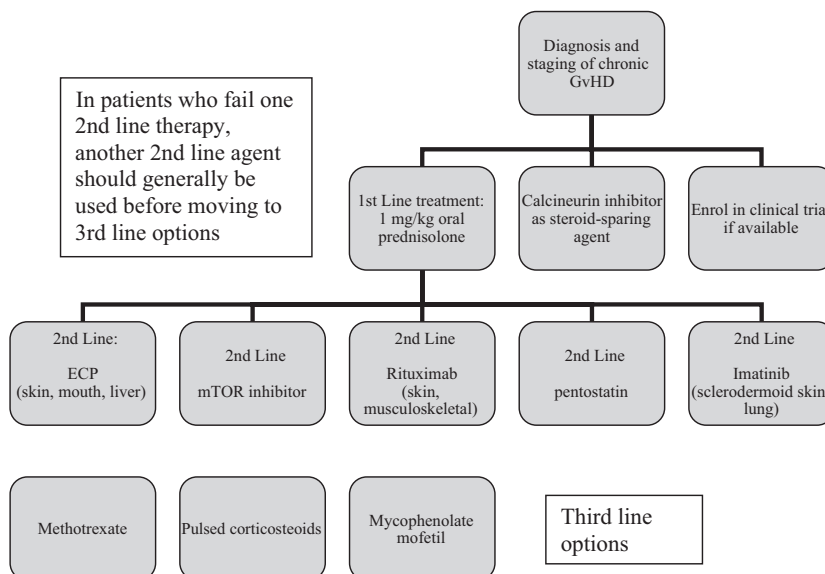 Diagnosis and
staging of chronic
GvHD
In patients who fail one
2nd line therapy,
another 2nd line agent
should generally be
used before moving to
3rd line options
1st Line treatment:
1 mg/kg oral
prednisolone
Calcineurin inhibitor
as steroid-sparing
agent
Enrol in clinical trial
if available
2nd Line:
ECP
(skin, mouth, liver)
2nd Line
mTOR inhibitor
2nd Line
Rituximab
(skin,
musculoskeletal)
2nd Line
pentostatin
2nd Line
Imatinib
(sclerodermoid skin,
lung)
Methotrexate
Pulsed corticosteoids
Mycophenolate
mofetil
Third line
options